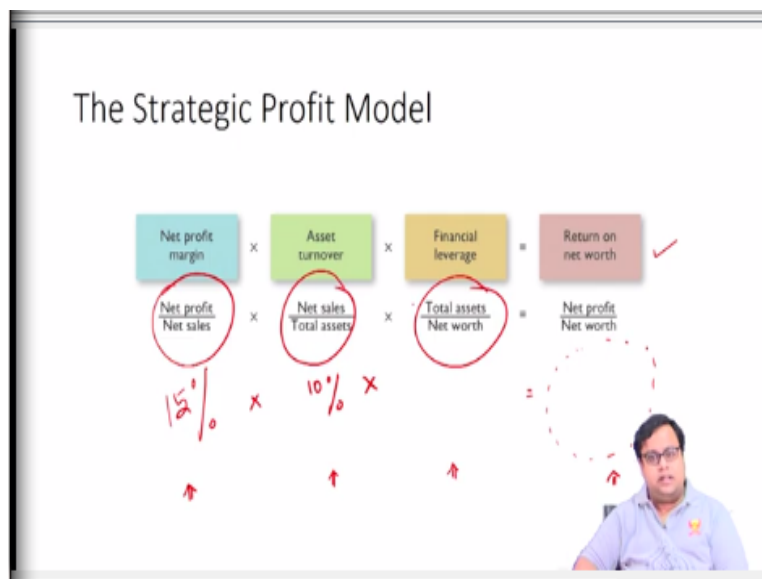 The Strategic Profit Model
Net profit margin × Asset turnover × Financial leverage = Return on net worth
Net profit / Net sales × Net sales / Total assets × Total assets / Net worth = Net profit / Net worth
15% × 10% × =